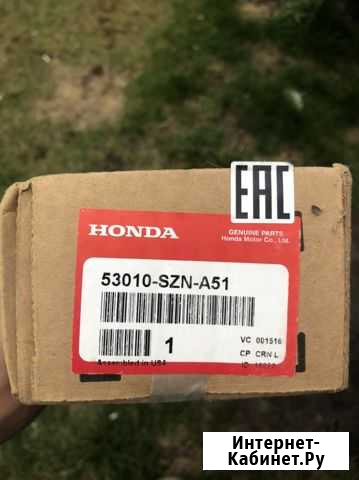 HONDA
GENUINE PARTS
Honda Motor Co., Ltd.
EAC
53010-SZN-A51
1
VC 001516
CP CRN L
Assembled in USA
Интернет-
Кабинет.Ру